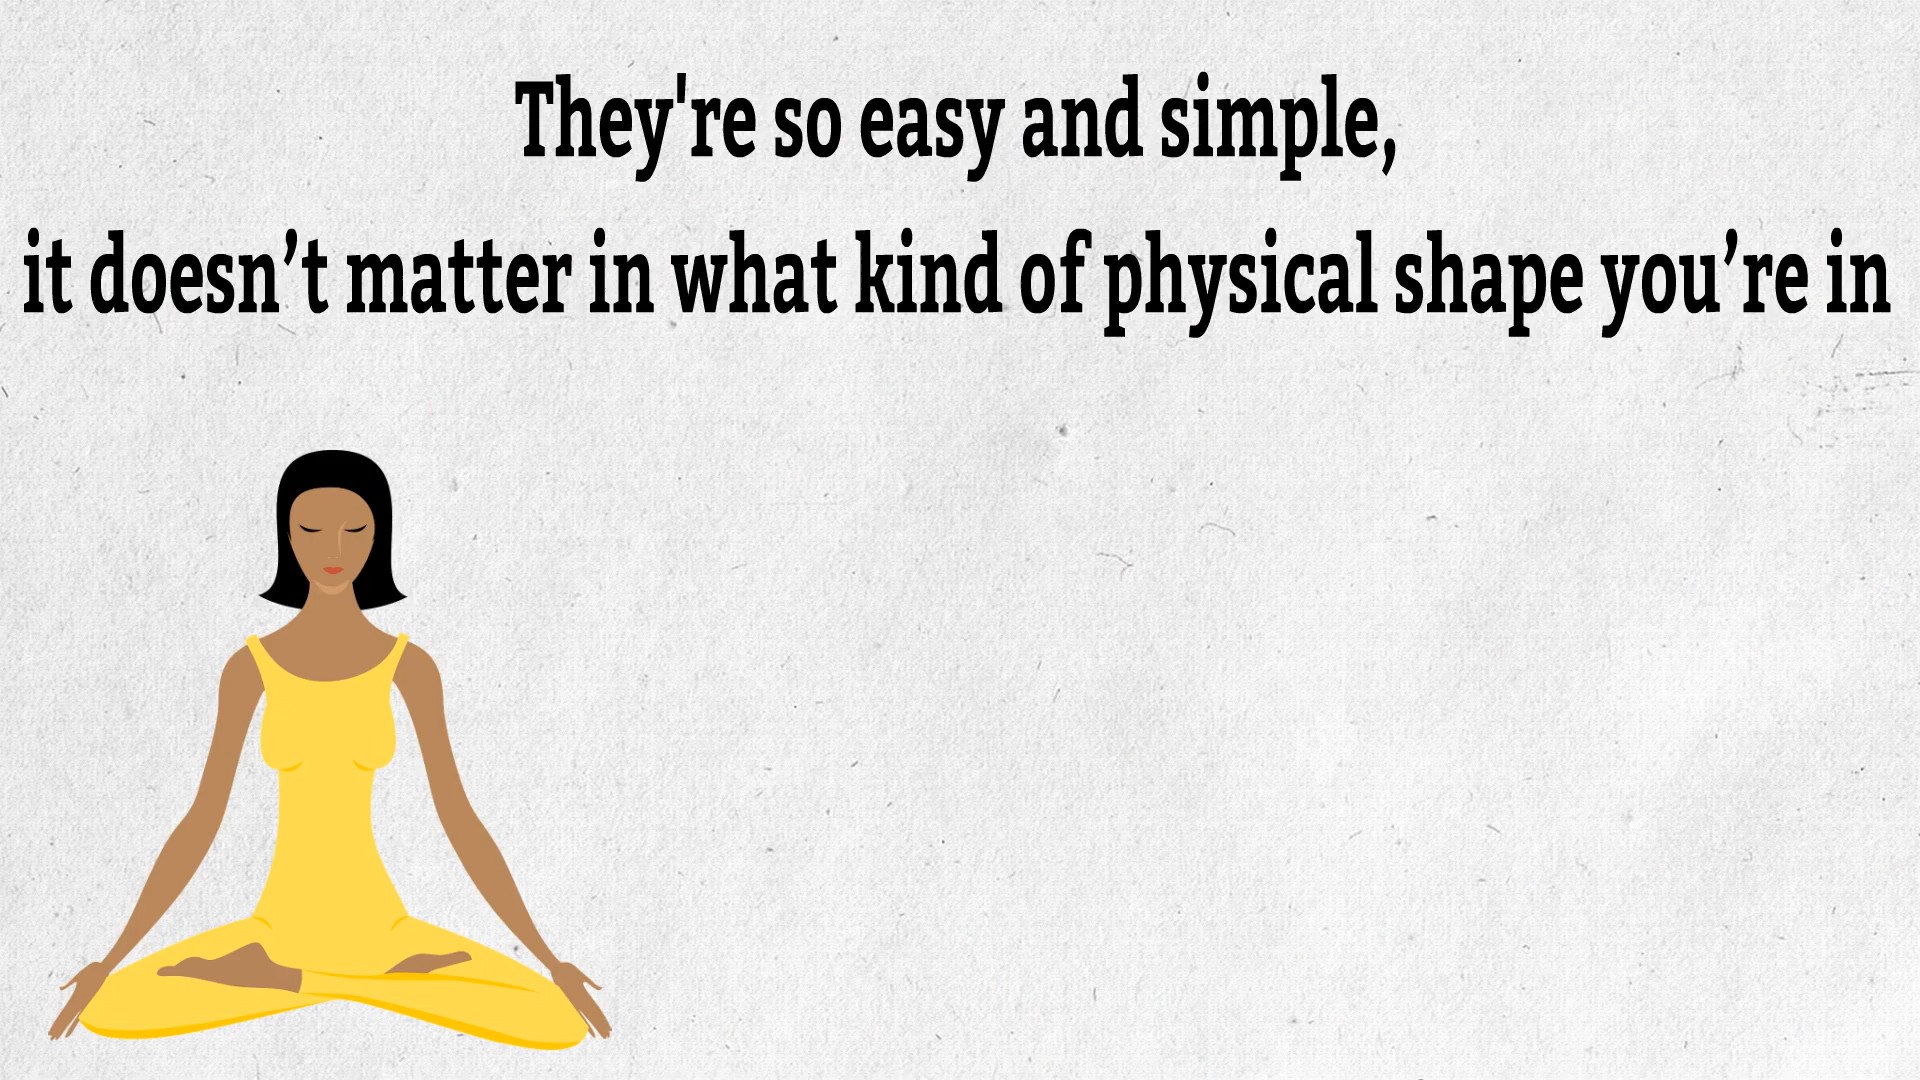 They're so easy and simple,
it doesn’t matter in what kind of physical shape you’re in